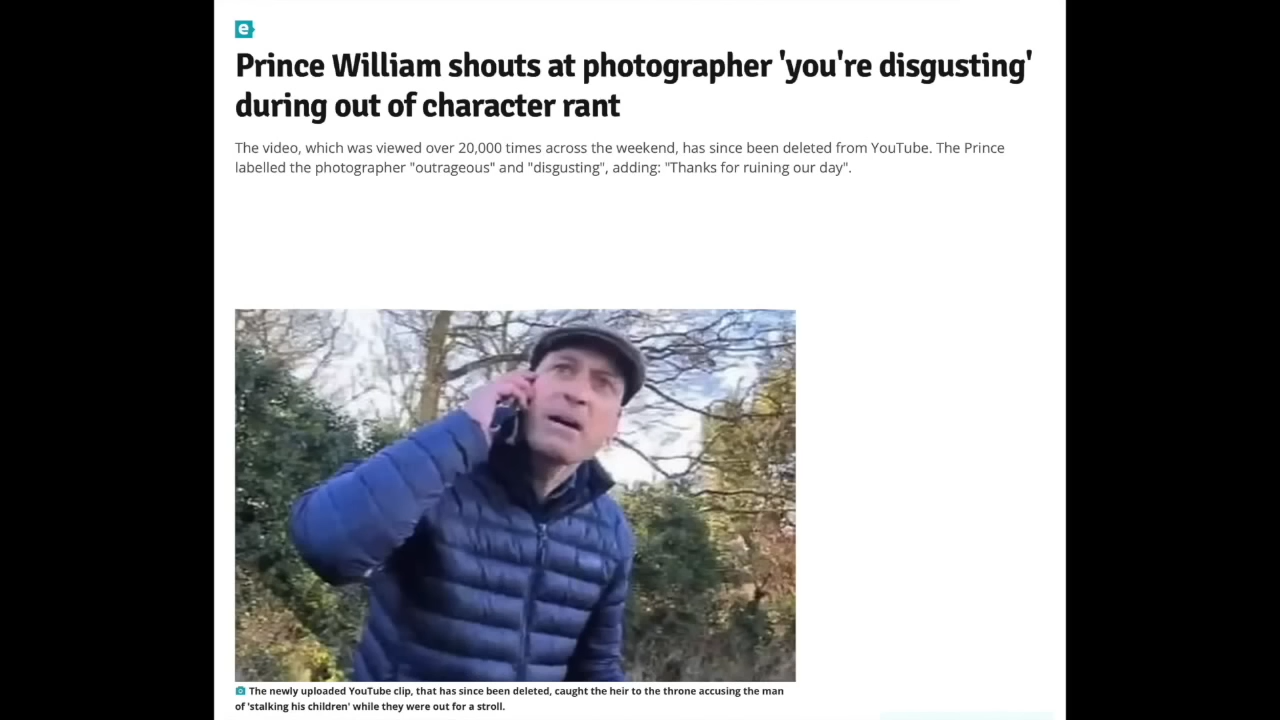 e
Prince William shouts at photographer 'you're disgusting'
during out of character rant
The video, which was viewed over 20,000 times across the weekend, has since been deleted from YouTube. The Prince
labelled the photographer "outrageous" and "disgusting", adding: "Thanks for ruining our day".
The newly uploaded YouTube clip, that has since been deleted, caught the heir to the throne accusing the man
of 'stalking his children' while they were out for a stroll.